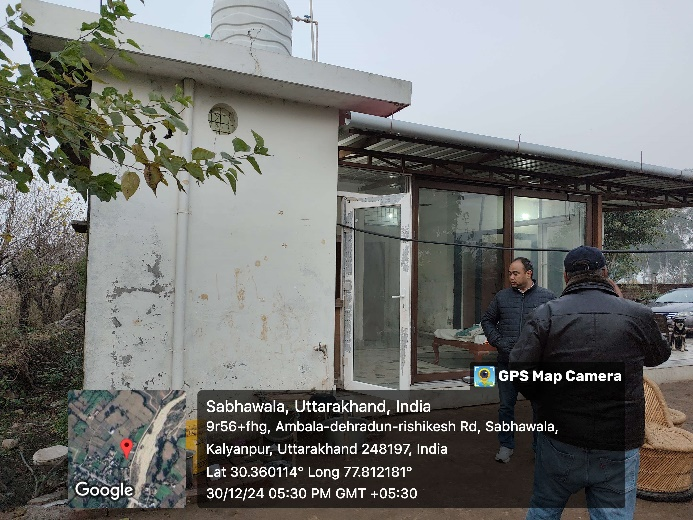 GPS Map Camera
Sabhawala, Uttarakhand, India
9r56+fhg, Ambala-dehradun-rishikesh Rd, Sabhawala,
Kalyanpur, Uttarakhand 248197, India
Lat 30.360114° Long 77.812181°
30/12/24 05:30 PM GMT +05:30
Google